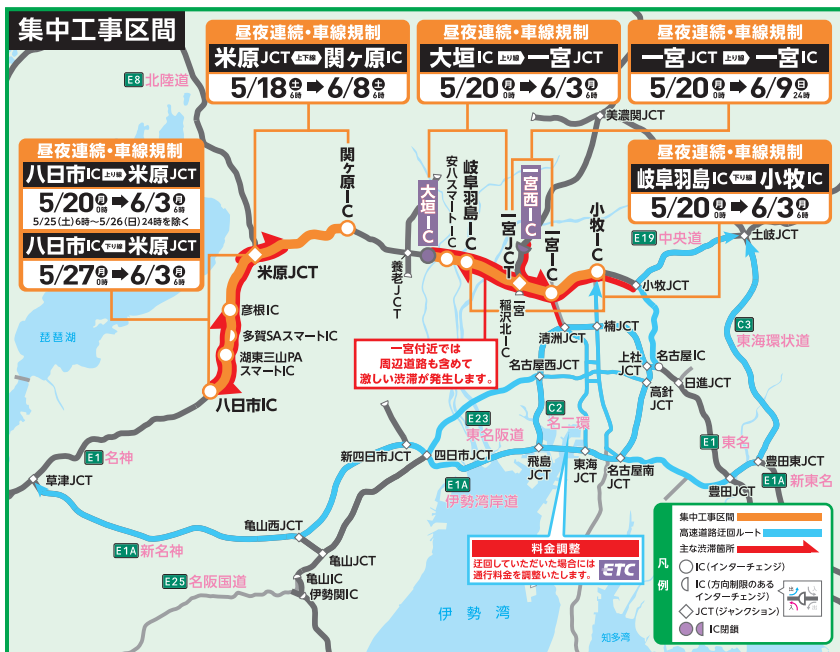 集中工事区間
昼夜連続・車線規制
米原JCT 上下線 関ヶ原IC
5/18土6時➡6/8土6時
昼夜連続・車線規制
大垣IC 上り線 一宮JCT
5/20月0時➡6/3月6時
昼夜連続・車線規制
一宮JCT 上り線 一宮IC
5/20月0時➡6/9日24時
昼夜連続・車線規制
八日市IC 上り線 米原JCT
5/20月0時➡6/3月6時
5/25(土)6時～5/26(日)24時を除く
八日市IC 下り線 米原JCT
5/27月0時➡6/3月6時
昼夜連続・車線規制
岐阜羽島IC 下り線 小牧IC
5/20月0時➡6/3月6時
E8 北陸道
美濃関JCT
関ヶ原IC
大垣IC
安八スマートIC
岐阜羽島IC
一宮JCT
一宮西IC
一宮IC
小牧IC
E19 中央道
土岐JCT
養老JCT
一宮稲沢北IC
小牧JCT
米原JCT
彦根IC
多賀SAスマートIC
湖東三山PA
スマートIC
八日市IC
琵琶湖
一宮付近では
周辺道路も含めて
激しい渋滞が発生します。
清洲JCT
楠JCT
C3
東海環状道
名古屋西JCT
上社
JCT
名古屋IC
日進JCT
高針
JCT
C2
名二環
E23
東名阪道
E1 東名
E1 名神
草津JCT
新四日市JCT
四日市JCT
飛島
JCT
東海
JCT
名古屋南
JCT
豊田東JCT
豊田JCT
E1A 新東名
E1A
伊勢湾岸道
亀山西JCT
E1A 新名神
亀山JCT
E25 名阪国道
亀山IC
伊勢関IC
料金調整
迂回していただいた場合には
通行料金を調整いたします。
ETC
伊勢湾
知多湾
凡例
集中工事区間
高速道路迂回ルート
主な渋滞箇所
IC(インターチェンジ)
IC(方向制限のある
インターチェンジ)
JCT(ジャンクション)
IC閉鎖